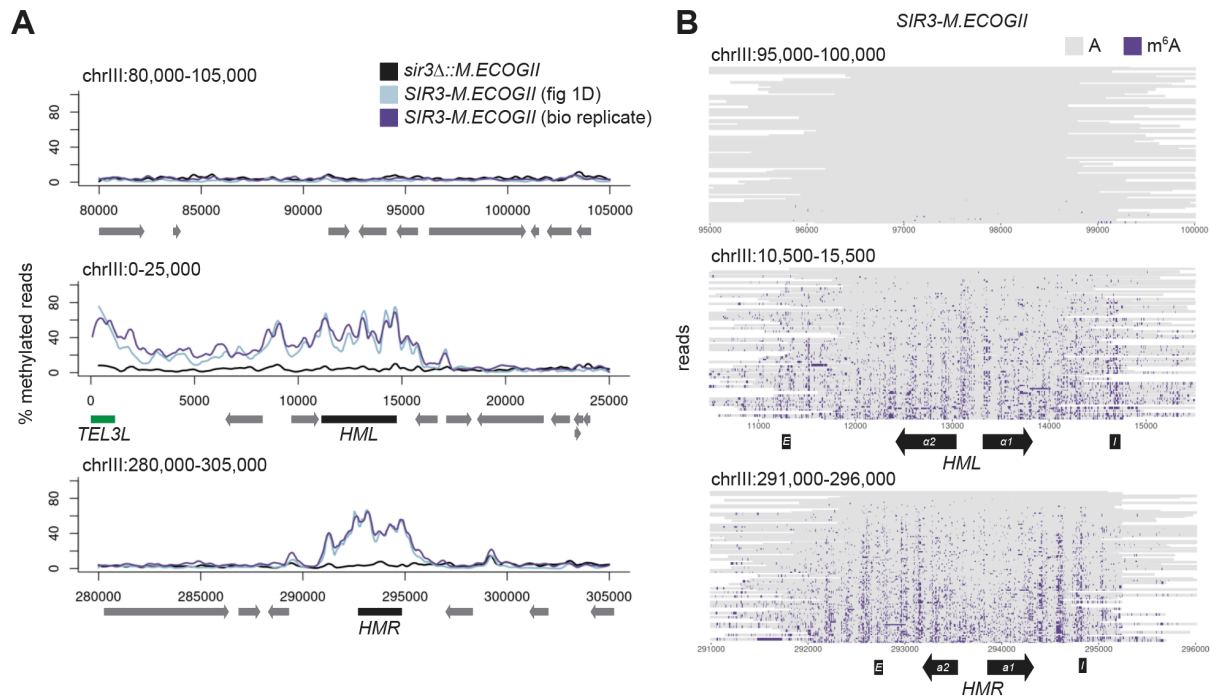 A
chrIII:80,000-105,000
sir3Δ::M.ECOGII
SIR3-M.ECOGII (fig 1D)
SIR3-M.ECOGII (bio replicate)
0 40 80
80000 85000 90000 95000 100000 105000
% methylated reads
chrIII:0-25,000
0 40 80
0 5000 10000 15000 20000 25000
TEL3L HML
chrIII:280,000-305,000
0 40 80
280000 285000 290000 295000 300000 305000
HMR
B
SIR3-M.ECOGII
A m⁶A
chrIII:95,000-100,000
95000 96000 97000 98000 99000 100000
reads
chrIII:10,500-15,500
11000 12000 13000 14000 15000
E α2 α1 I
HML
chrIII:291,000-296,000
291000 292000 293000 294000 295000 296000
E a2 a1 I
HMR